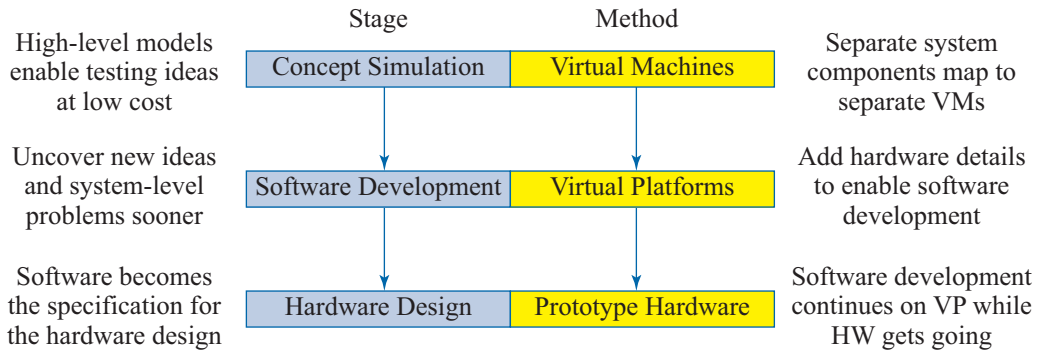 Stage
Method
High-level models
enable testing ideas
at low cost
Concept Simulation
Virtual Machines
Separate system
components map to
separate VMs
Uncover new ideas
and system-level
problems sooner
Software Development
Virtual Platforms
Add hardware details
to enable software
development
Software becomes
the specification for
the hardware design
Hardware Design
Prototype Hardware
Software development
continues on VP while
HW gets going